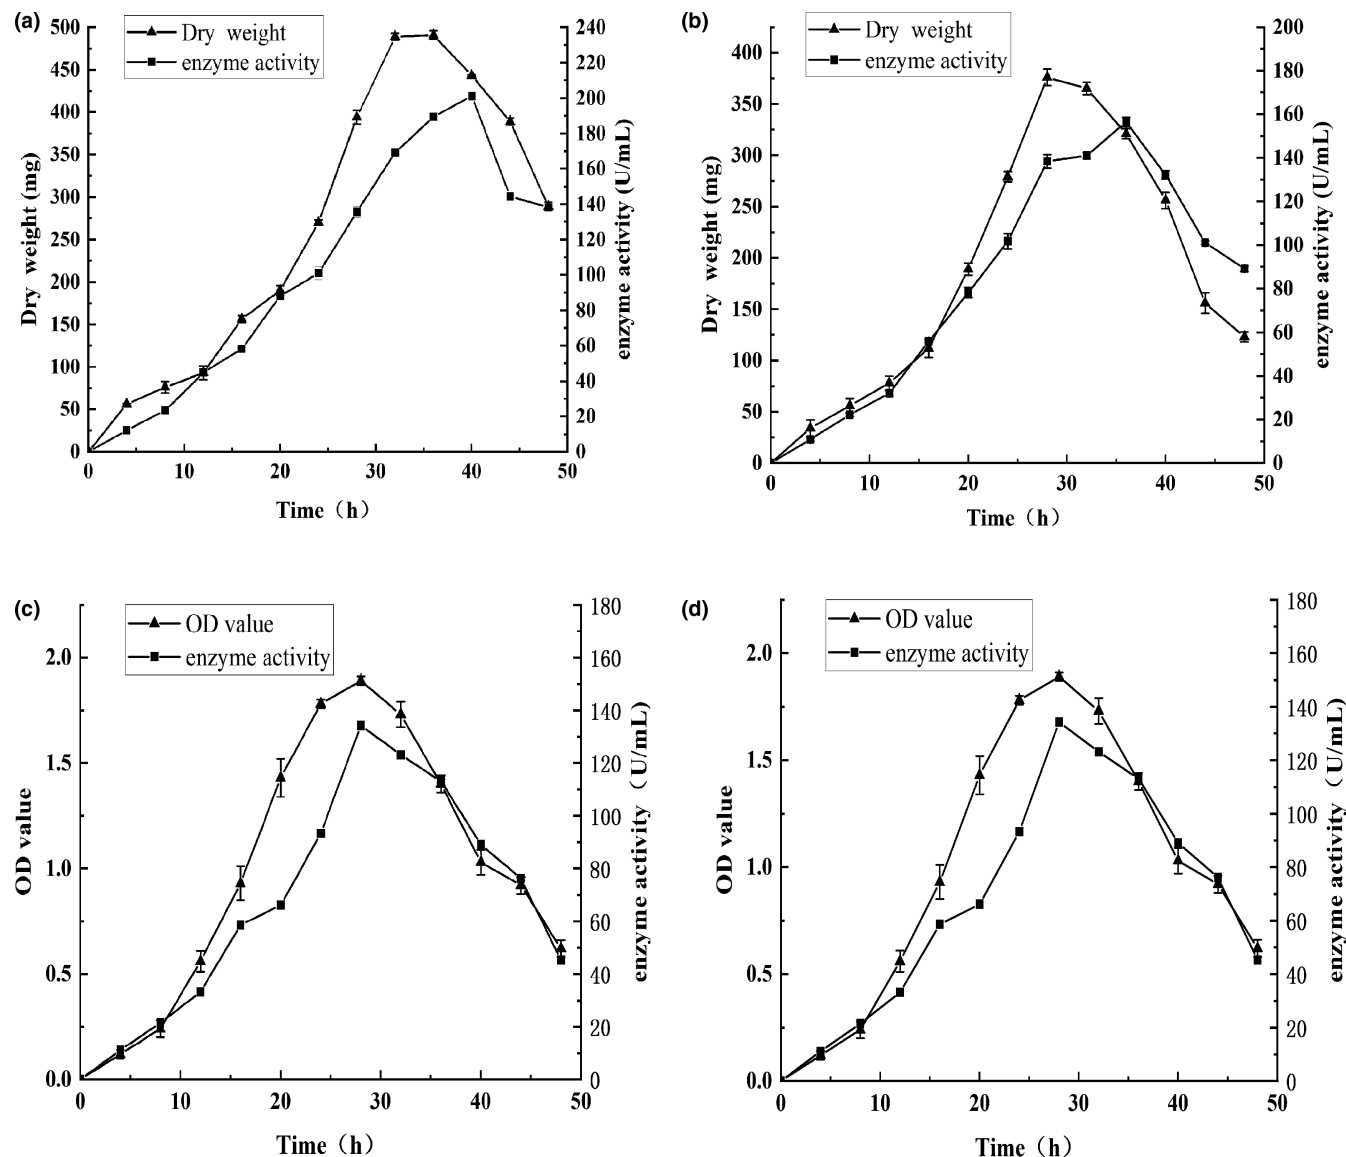 (a)
Dry weight
enzyme activity
500
450
400
350
300
250
200
150
100
50
0
240
220
200
180
160
140
120
100
80
60
40
20
0
0 10 20 30 40 50
Dry weight (mg)
enzyme activity (U/mL)
Time（h）
(b)
Dry weight
enzyme activity
400
350
300
250
200
150
100
50
0
200
180
160
140
120
100
80
60
40
20
0
0 10 20 30 40 50
Dry weight (mg)
enzyme activity (U/mL)
Time（h）
(c)
OD value
enzyme activity
2.0
1.5
1.0
0.5
0.0
180
160
140
120
100
80
60
40
20
0
0 10 20 30 40 50
OD value
enzyme activity（U/mL）
Time（h）
(d)
OD value
enzyme activity
2.0
1.5
1.0
0.5
0.0
180
160
140
120
100
80
60
40
20
0
0 10 20 30 40 50
OD value
enzyme activity（U/mL）
Time（h）